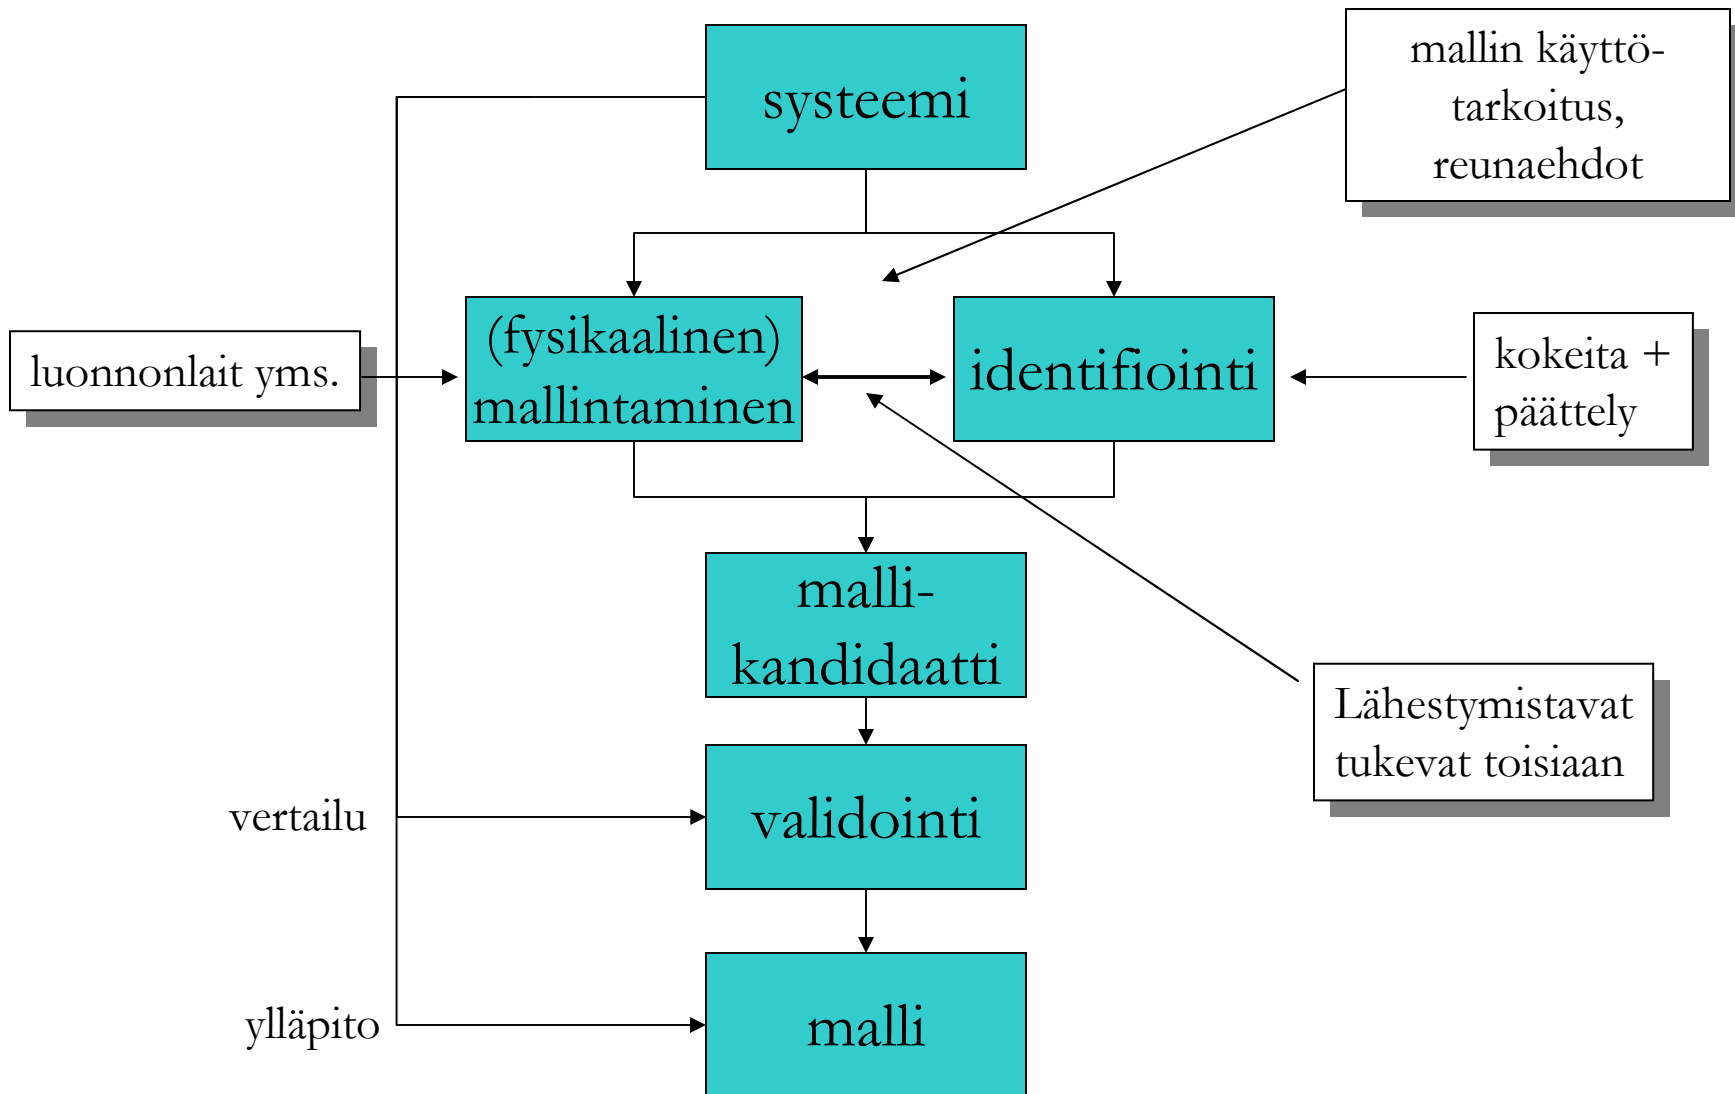 mallin käyttö-
tarkoitus,
reunaehdot
systeemi
luonnonlait yms.
(fysikaalinen)
mallintaminen
identifiointi
kokeita +
päättely
malli-
kandidaatti
Lähestymistavat
tukevat toisiaan
vertailu
validointi
ylläpito
malli